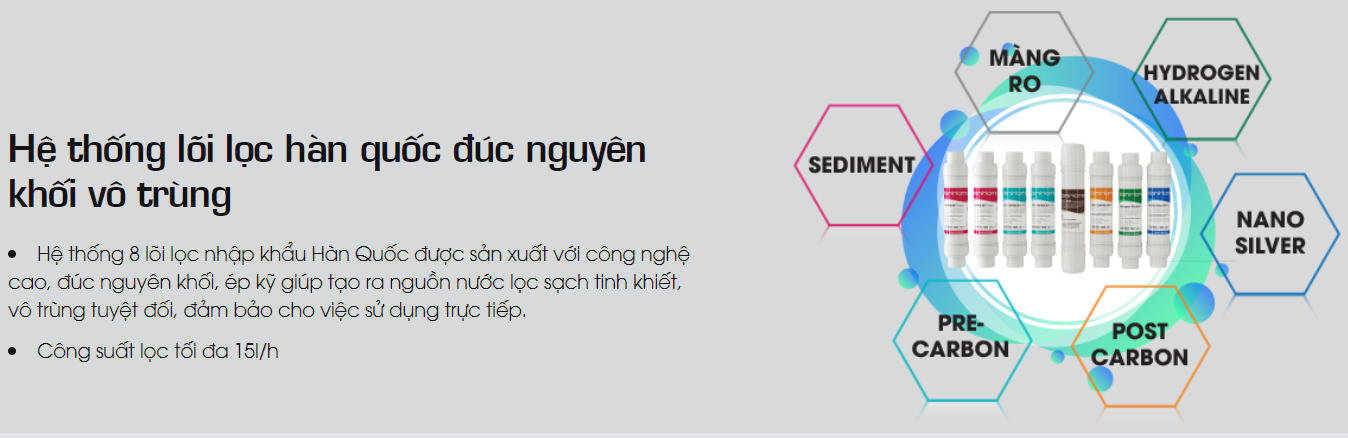 Hệ thống lõi lọc hàn quốc đúc nguyên
khối vô trùng
• Hệ thống 8 lõi lọc nhập khẩu Hàn Quốc được sản xuất với công nghệ
cao, đúc nguyên khối, ép kỹ giúp tạo ra nguồn nước lọc sạch tinh khiết,
vô trùng tuyệt đối, đảm bảo cho việc sử dụng trực tiếp.
• Công suất lọc tối đa 15l/h
MÀNG
RO
HYDROGEN
ALKALINE
SEDIMENT
NANO
SILVER
PRE-
CARBON
POST
CARBON